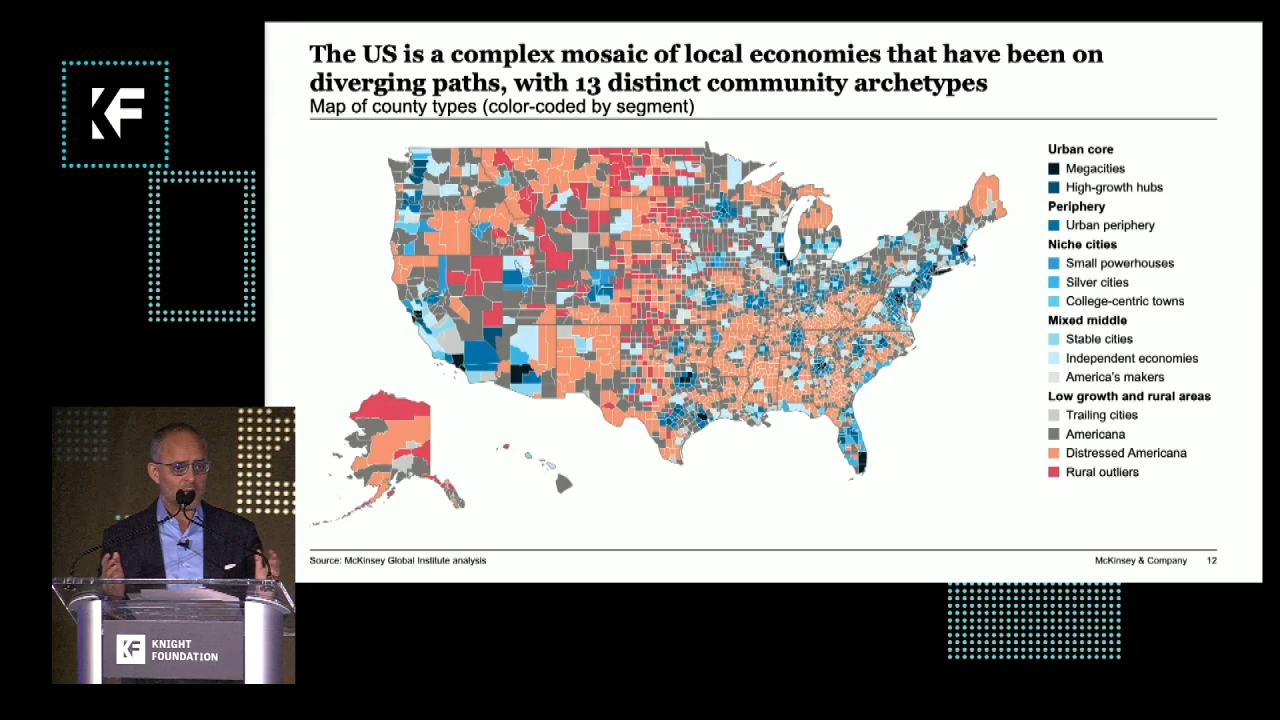 KF
The US is a complex mosaic of local economies that have been on
diverging paths, with 13 distinct community archetypes
Map of county types (color-coded by segment)
Urban core
Megacities
High-growth hubs
Periphery
Urban periphery
Niche cities
Small powerhouses
Silver cities
College-centric towns
Mixed middle
Stable cities
Independent economies
America's makers
Low growth and rural areas
Trailing cities
Americana
Distressed Americana
Rural outliers
Source: McKinsey Global Institute analysis
McKinsey & Company 12
KF
KNIGHT
FOUNDATION